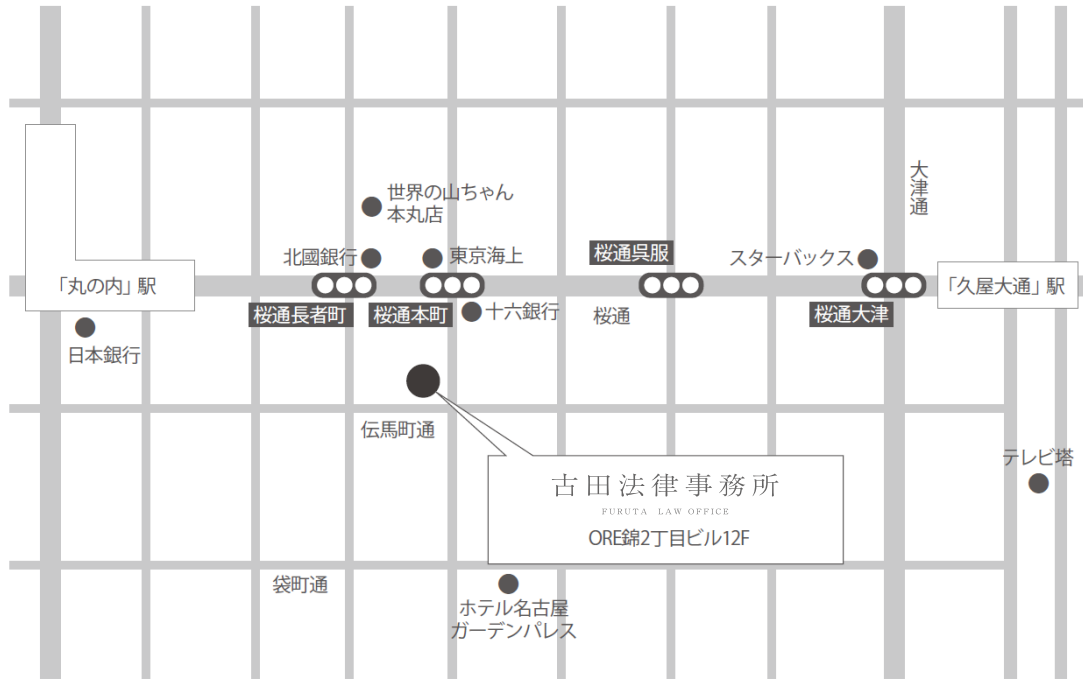 大津通
世界の山ちゃん
本丸店
桜通呉服
北國銀行
東京海上
スターバックス
「丸の内」駅
「久屋大通」駅
桜通長者町
桜通本町
十六銀行
桜通
桜通大津
日本銀行
伝馬町通
テレビ塔
古田法律事務所
FURUTA LAW OFFICE
ORE錦2丁目ビル12F
袋町通
ホテル名古屋
ガーデンパレス